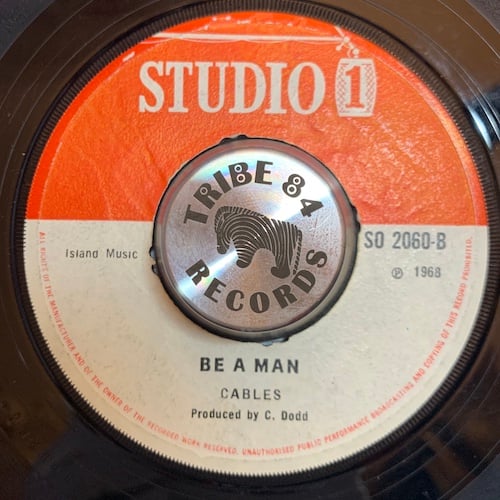 STUDIO 1
TRIBE 84
RECORDS
Island Music
SO 2060-B
℗ 1968
BE A MAN
CABLES
Produced by C. Dodd
ALL RIGHTS OF THE MANUFACTURER AND OF THE OWNER OF THE RECORDED WORK RESERVED. UNAUTHORISED PUBLIC PERFORMANCE BROADCASTING AND COPYING OF THIS RECORD PROHIBITED.